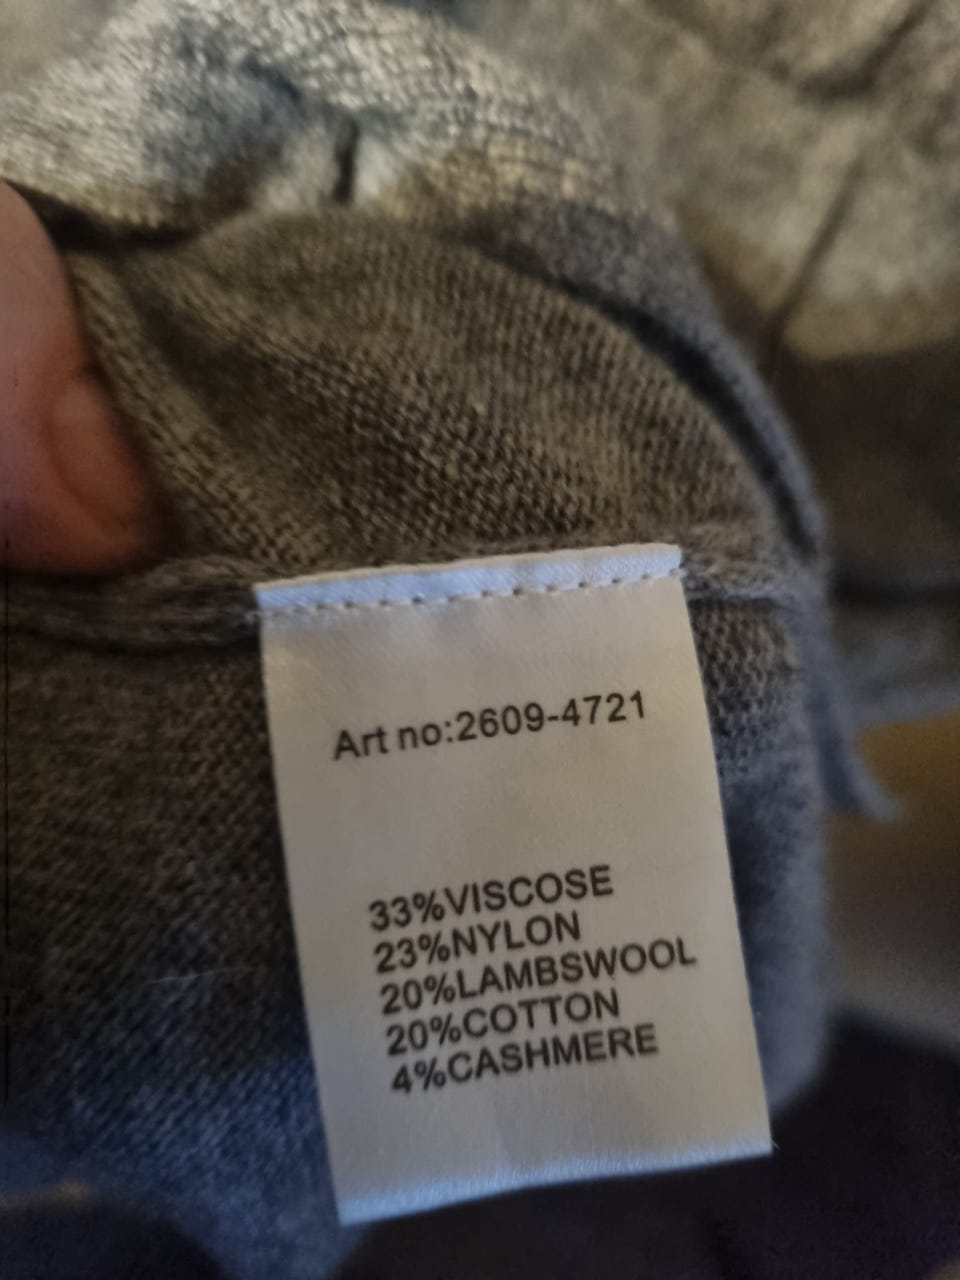 Art no:2609-4721
33%VISCOSE
23%NYLON
20%LAMBSWOOL
20%COTTON
4%CASHMERE